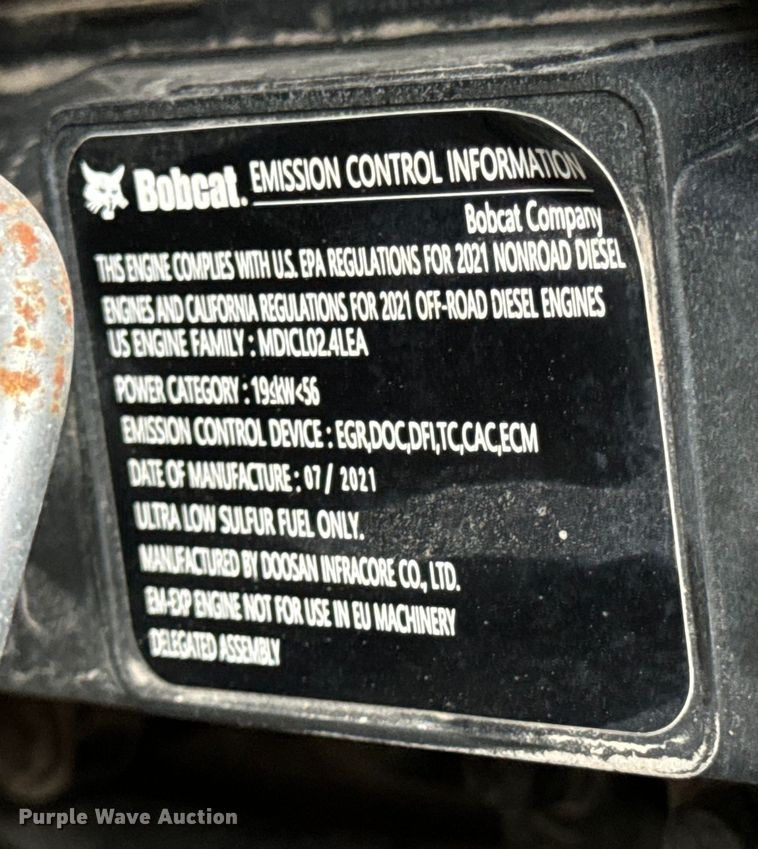 Bobcat. EMISSION CONTROL INFORMATION
Bobcat Company
THIS ENGINE COMPLIES WITH U.S. EPA REGULATIONS FOR 2021 NONROAD DIESEL
ENGINES AND CALIFORNIA REGULATIONS FOR 2021 OFF-ROAD DIESEL ENGINES
US ENGINE FAMILY : MDICL02.4LEA
POWER CATEGORY : 19≤kW<56
EMISSION CONTROL DEVICE : EGR,DOC,DFI,TC,CAC,ECM
DATE OF MANUFACTURE : 07 / 2021
ULTRA LOW SULFUR FUEL ONLY.
MANUFACTURED BY DOOSAN INFRACORE CO., LTD.
EM-EXP ENGINE NOT FOR USE IN EU MACHINERY
DELEGATED ASSEMBLY
Purple Wave Auction